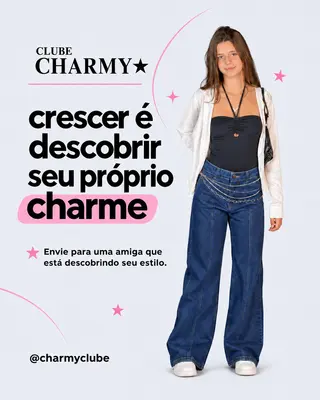 CLUBE
CHARMY★
crescer é
descobrir
seu próprio
charme
Envie para uma amiga que
está descobrindo seu estilo.
@charmyclube